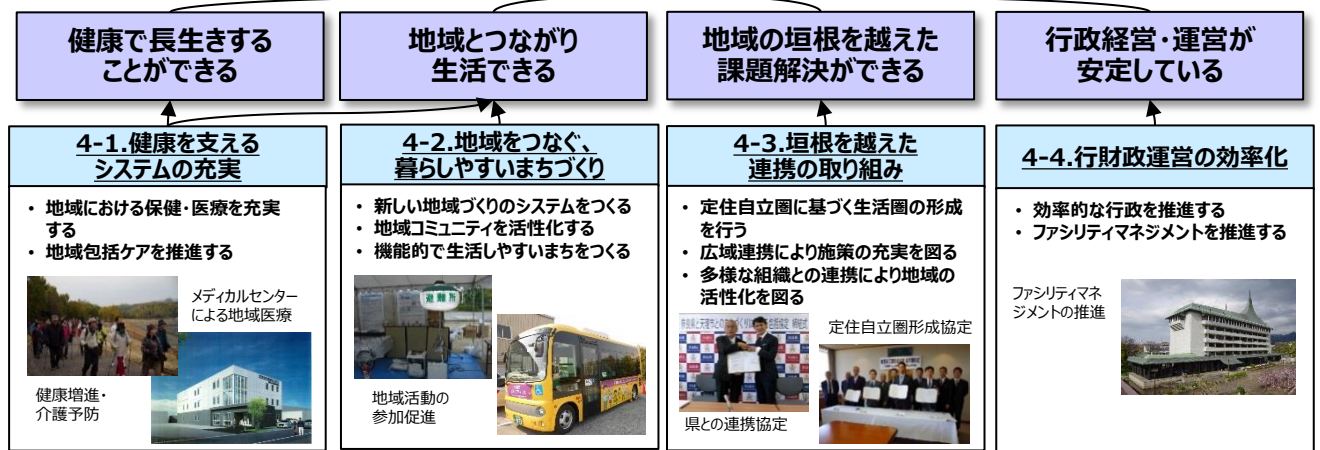 健康で長生きする
ことができる
地域とつながり
生活できる
地域の垣根を越えた
課題解決ができる
行政経営・運営が
安定している
4-1.健康を支える
システムの充実
・ 地域における保健・医療を充実
する
・ 地域包括ケアを推進する
メディカルセンター
による地域医療
健康増進・
介護予防
4-2.地域をつなぐ、
暮らしやすいまちづくり
・ 新しい地域づくりのシステムをつくる
・ 地域コミュニティを活性化する
・ 機能的で生活しやすいまちをつくる
避難所
地域活動の
参加促進
4-3.垣根を越えた
連携の取り組み
・ 定住自立圏に基づく生活圏の形成
を行う
・ 広域連携により施策の充実を図る
・ 多様な組織との連携により地域の
活性化を図る
定住自立圏形成協定
県との連携協定
4-4.行財政運営の効率化
・ 効率的な行政を推進する
・ ファシリティマネジメントを推進する
ファシリティマネ
ジメントの推進